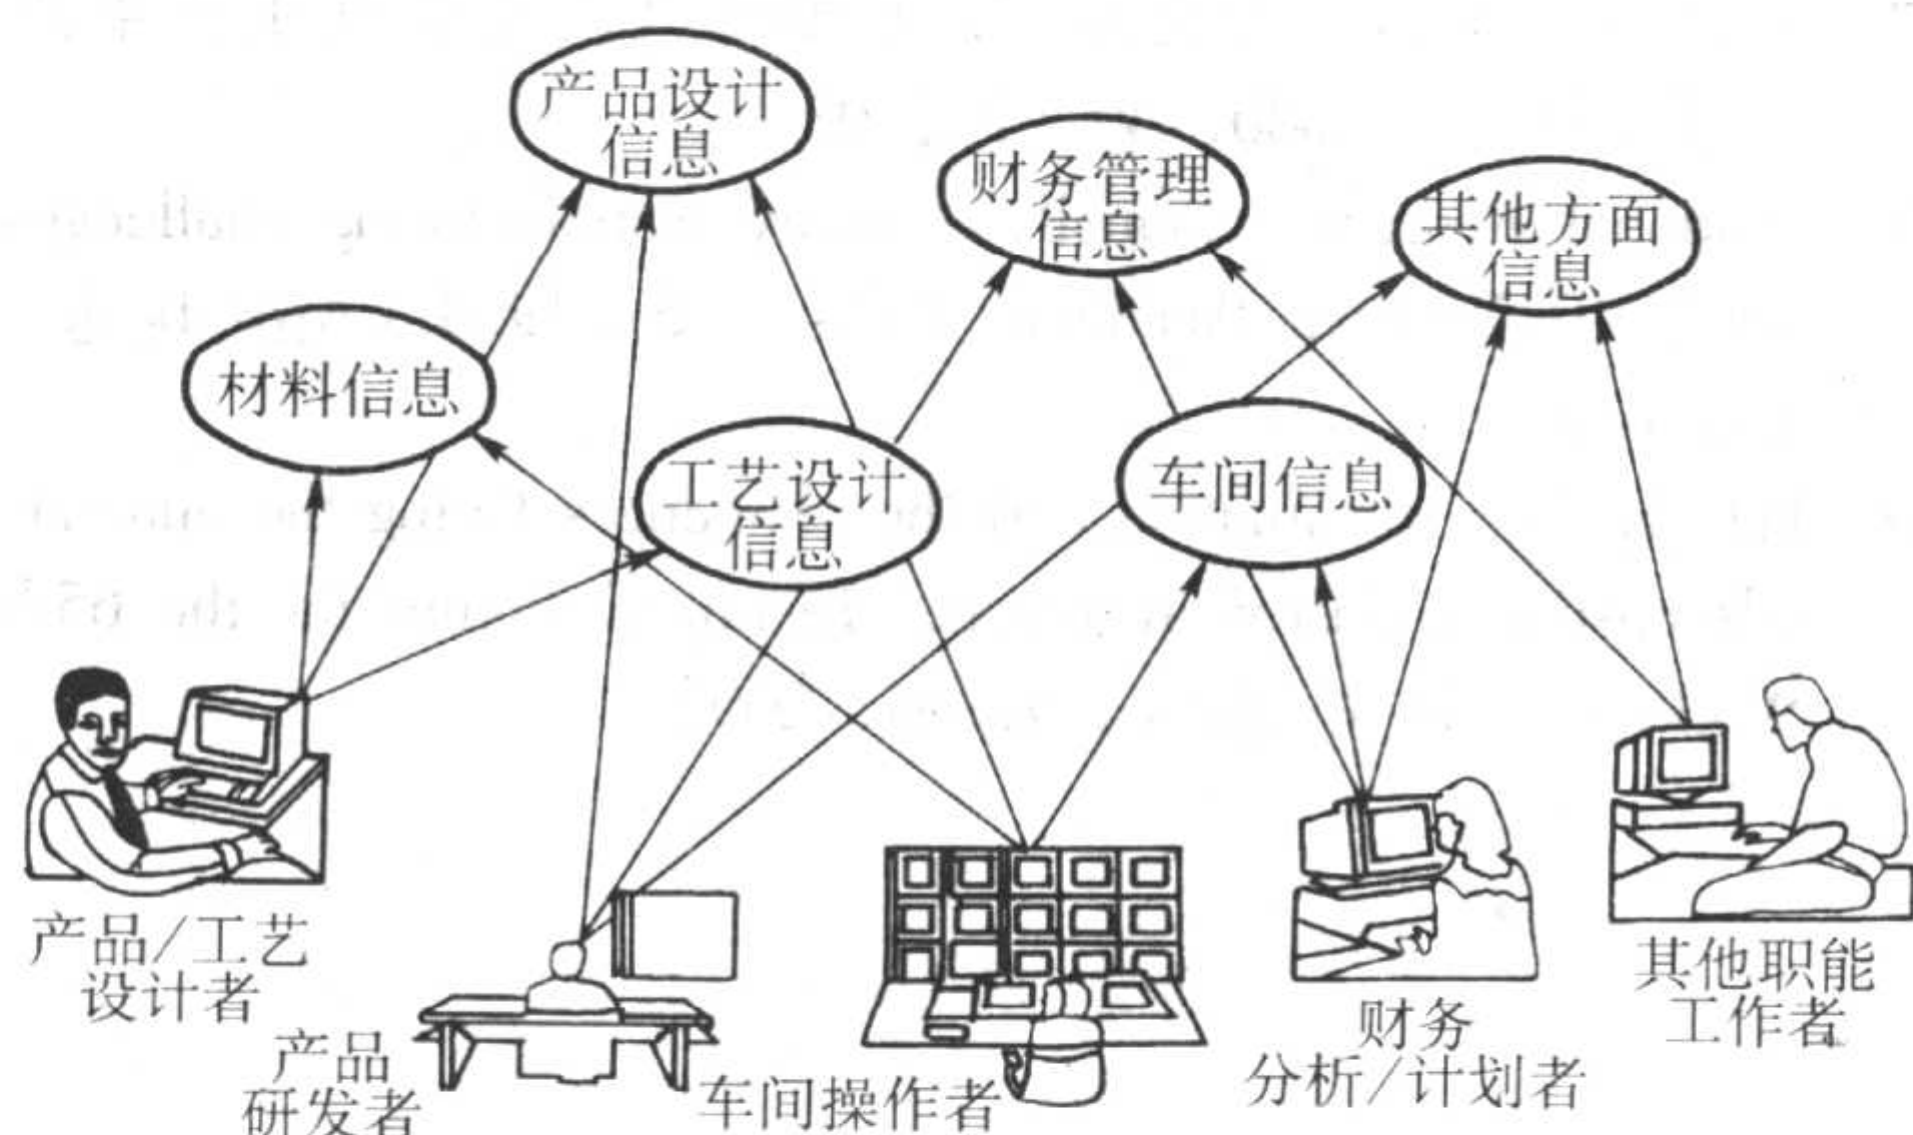 产品设计
信息
财务管理
信息
其他方面
信息
材料信息
工艺设计
信息
车间信息
产品/工艺
设计者
产品
研发者
车间操作者
财务
分析/计划者
其他职能
工作者